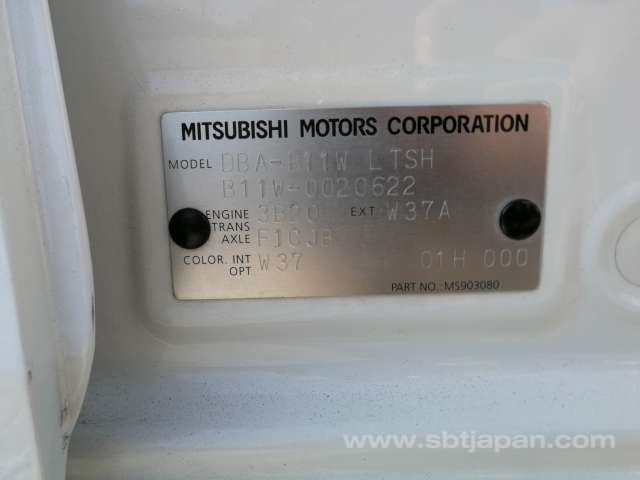 MITSUBISHI MOTORS CORPORATION
MODEL DBA-B11W LTSH
B11W-0020622
ENGINE 3B20 EXT W37A
TRANS
AXLE F1CJB
COLOR. INT W37 01H 000
OPT
PART NO. MS903080
www.sbtjapan.com